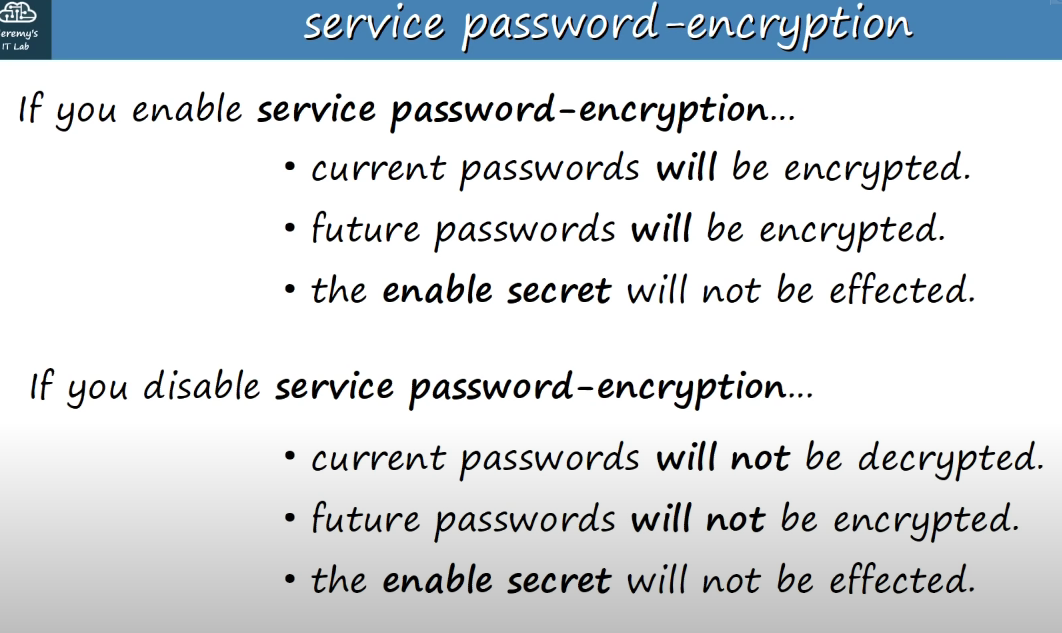 eremy's
IT Lab
service password-encryption
If you enable service password-encryption...
• current passwords will be encrypted.
• future passwords will be encrypted.
• the enable secret will not be effected.
If you disable service password-encryption...
• current passwords will not be decrypted.
• future passwords will not be encrypted.
• the enable secret will not be effected.